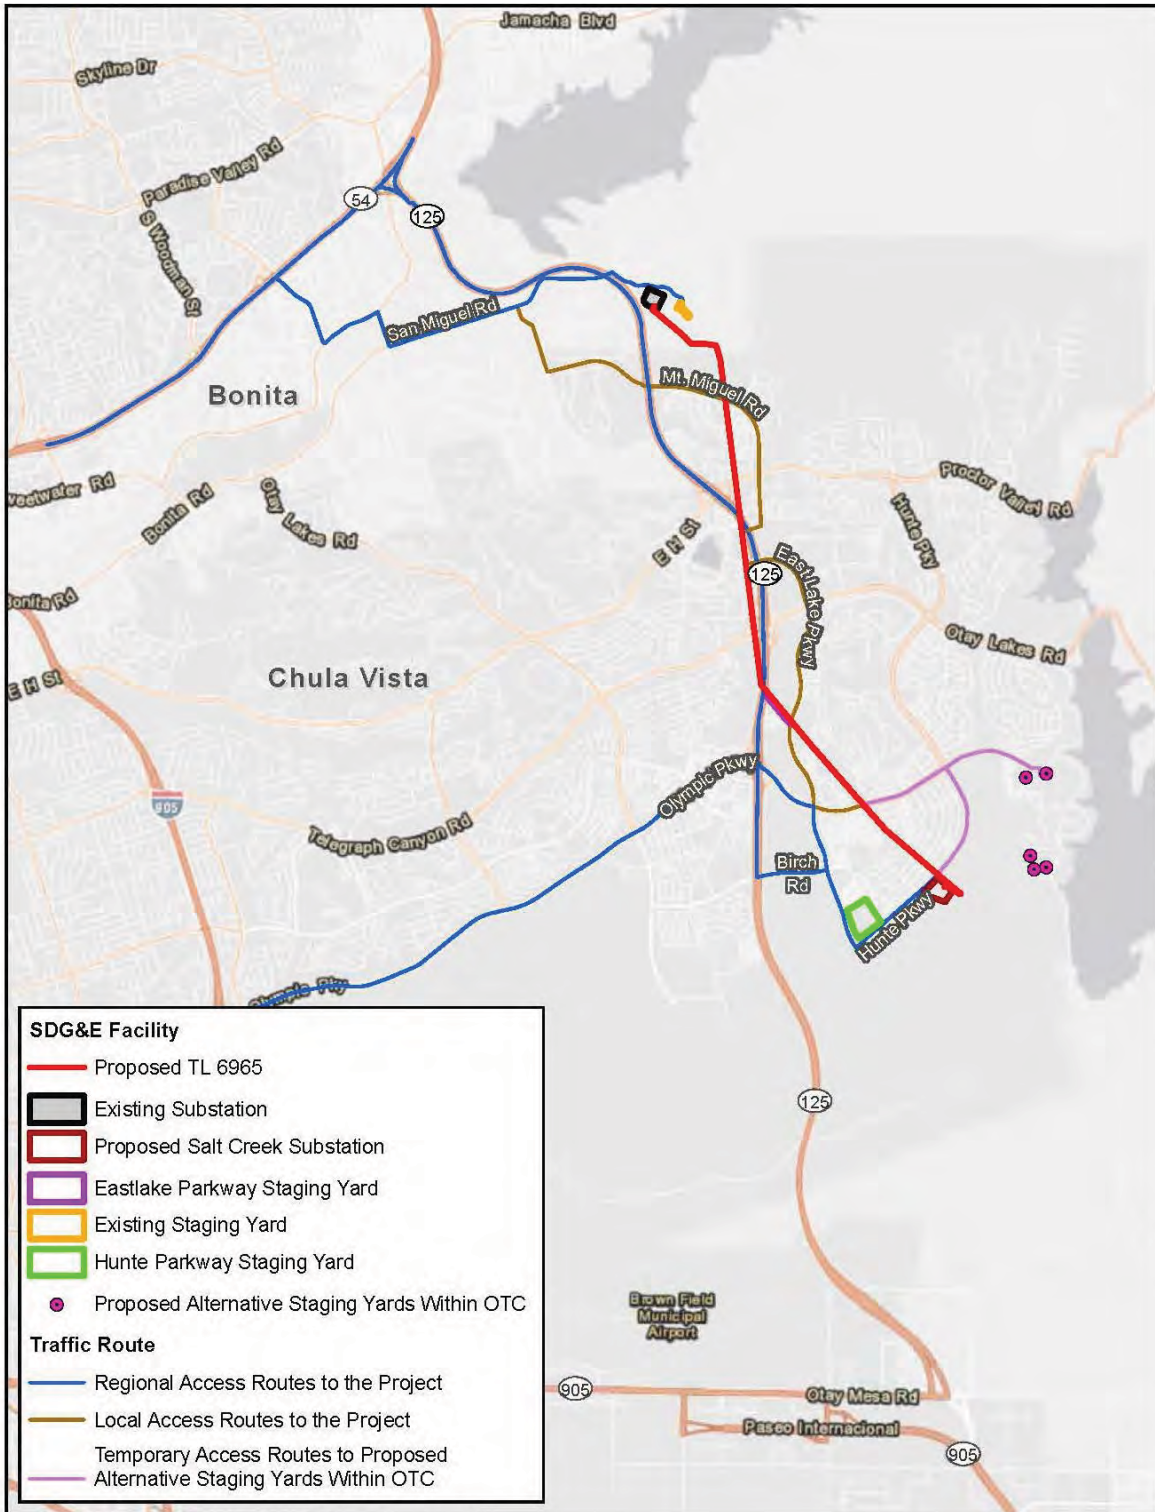 Jamacha Blvd
Skyline Dr
Paradise Valley Rd
54
125
S Woodman St
San Miguel Rd
Bonita
Mt. Miguel Rd
weetwater Rd
Bonita Rd
Otay Lakes Rd
E H St
Proctor Valley Rd
Hunte Pky
125
East Lake Pkwy
Bonita Rd
Otay Lakes Rd
E H St
Chula Vista
Olympic Pkwy
905
Telegraph Canyon Rd
Birch
Rd
Hunte Pkwy
Olympic Pky
125
SDG&E Facility
Proposed TL 6965
Existing Substation
Proposed Salt Creek Substation
Eastlake Parkway Staging Yard
Existing Staging Yard
Hunte Parkway Staging Yard
Proposed Alternative Staging Yards Within OTC
Traffic Route
Regional Access Routes to the Project
Local Access Routes to the Project
Temporary Access Routes to Proposed
Alternative Staging Yards Within OTC
Brown Field
Municipal
Airport
905
Otay Mesa Rd
Paseo Internacional
905